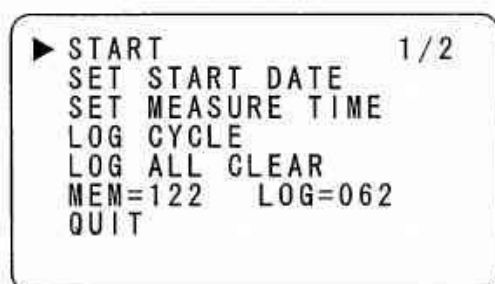 ▶ START 1/2
SET START DATE
SET MEASURE TIME
LOG CYCLE
LOG ALL CLEAR
MEM=122 LOG=062
QUIT